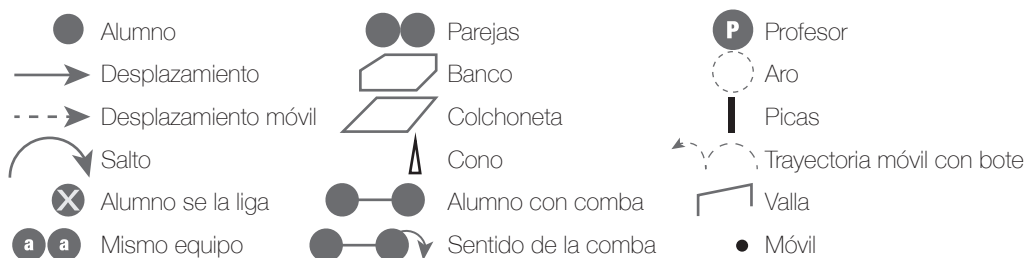 Alumno
Desplazamiento
Desplazamiento móvil
Salto
X Alumno se la liga
a a Mismo equipo
Parejas
Banco
Colchoneta
Cono
Alumno con comba
Sentido de la comba
P Profesor
Aro
Picas
Trayectoria móvil con bote
Valla
Móvil